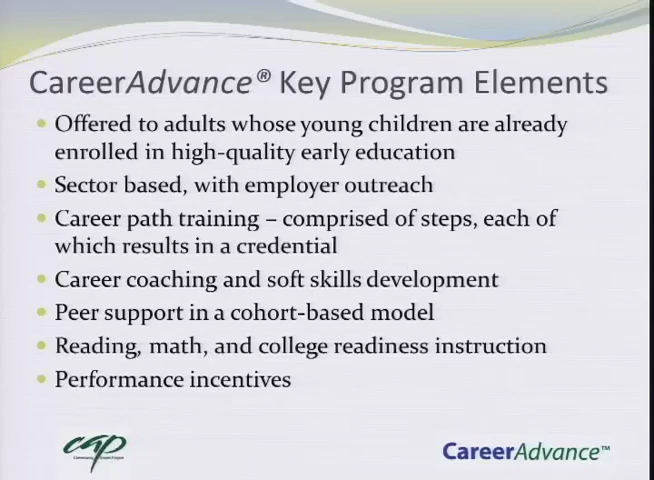 CareerAdvance® Key Program Elements
Offered to adults whose young children are already
enrolled in high-quality early education
Sector based, with employer outreach
Career path training – comprised of steps, each of
which results in a credential
Career coaching and soft skills development
Peer support in a cohort-based model
Reading, math, and college readiness instruction
Performance incentives
cap
CareerAdvance™